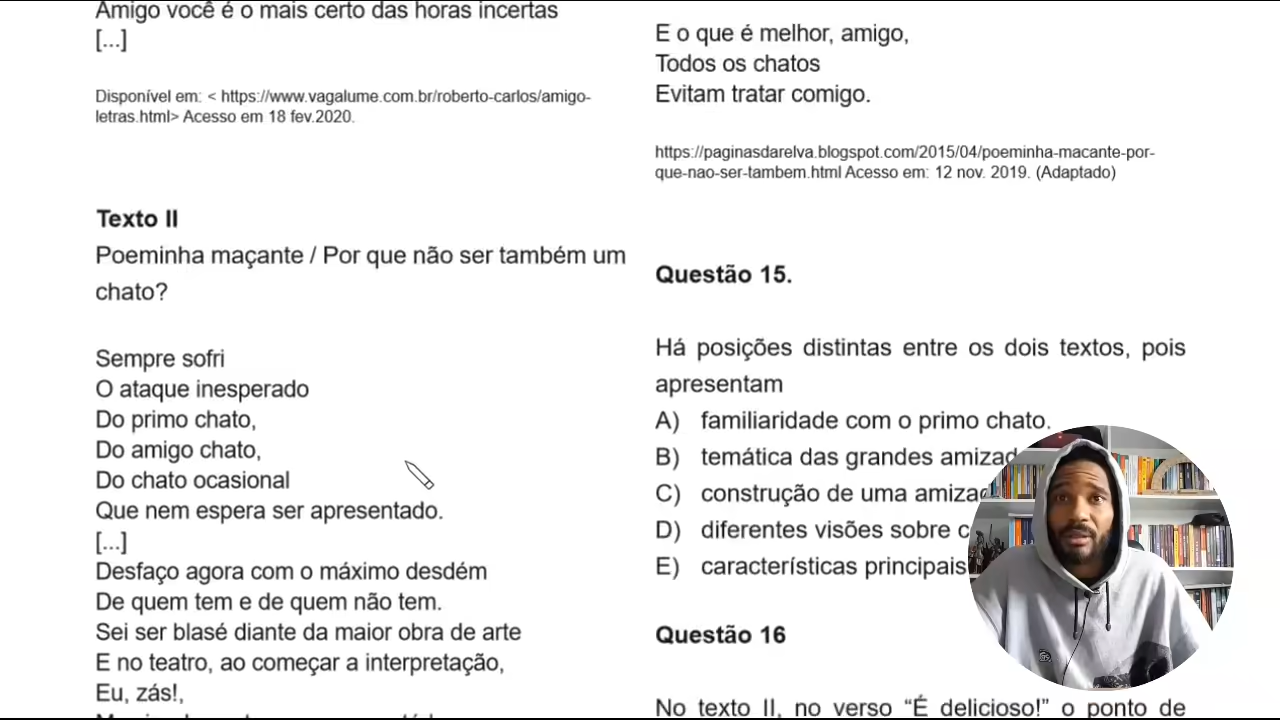 Amigo você é o mais certo das horas incertas
[...]
Disponível em: < https://www.vagalume.com.br/roberto-carlos/amigo-
letras.html> Acesso em 18 fev.2020.
Texto II
Poeminha maçante / Por que não ser também um
chato?
Sempre sofri
O ataque inesperado
Do primo chato,
Do amigo chato,
Do chato ocasional
Que nem espera ser apresentado.
[...]
Desfaço agora com o máximo desdém
De quem tem e de quem não tem.
Sei ser blasé diante da maior obra de arte
E no teatro, ao começar a interpretação,
Eu, zás!,
E o que é melhor, amigo,
Todos os chatos
Evitam tratar comigo.
https://paginasdarelva.blogspot.com/2015/04/poeminha-macante-por-
que-nao-ser-tambem.html Acesso em: 12 nov. 2019. (Adaptado)
Questão 15.
Há posições distintas entre os dois textos, pois
apresentam
A) familiaridade com o primo chato.
B) temática das grandes
C) construção de uma
D) diferentes visões sobre
E) características principais
Questão 16
No texto II, no verso “É delicioso!” o ponto de